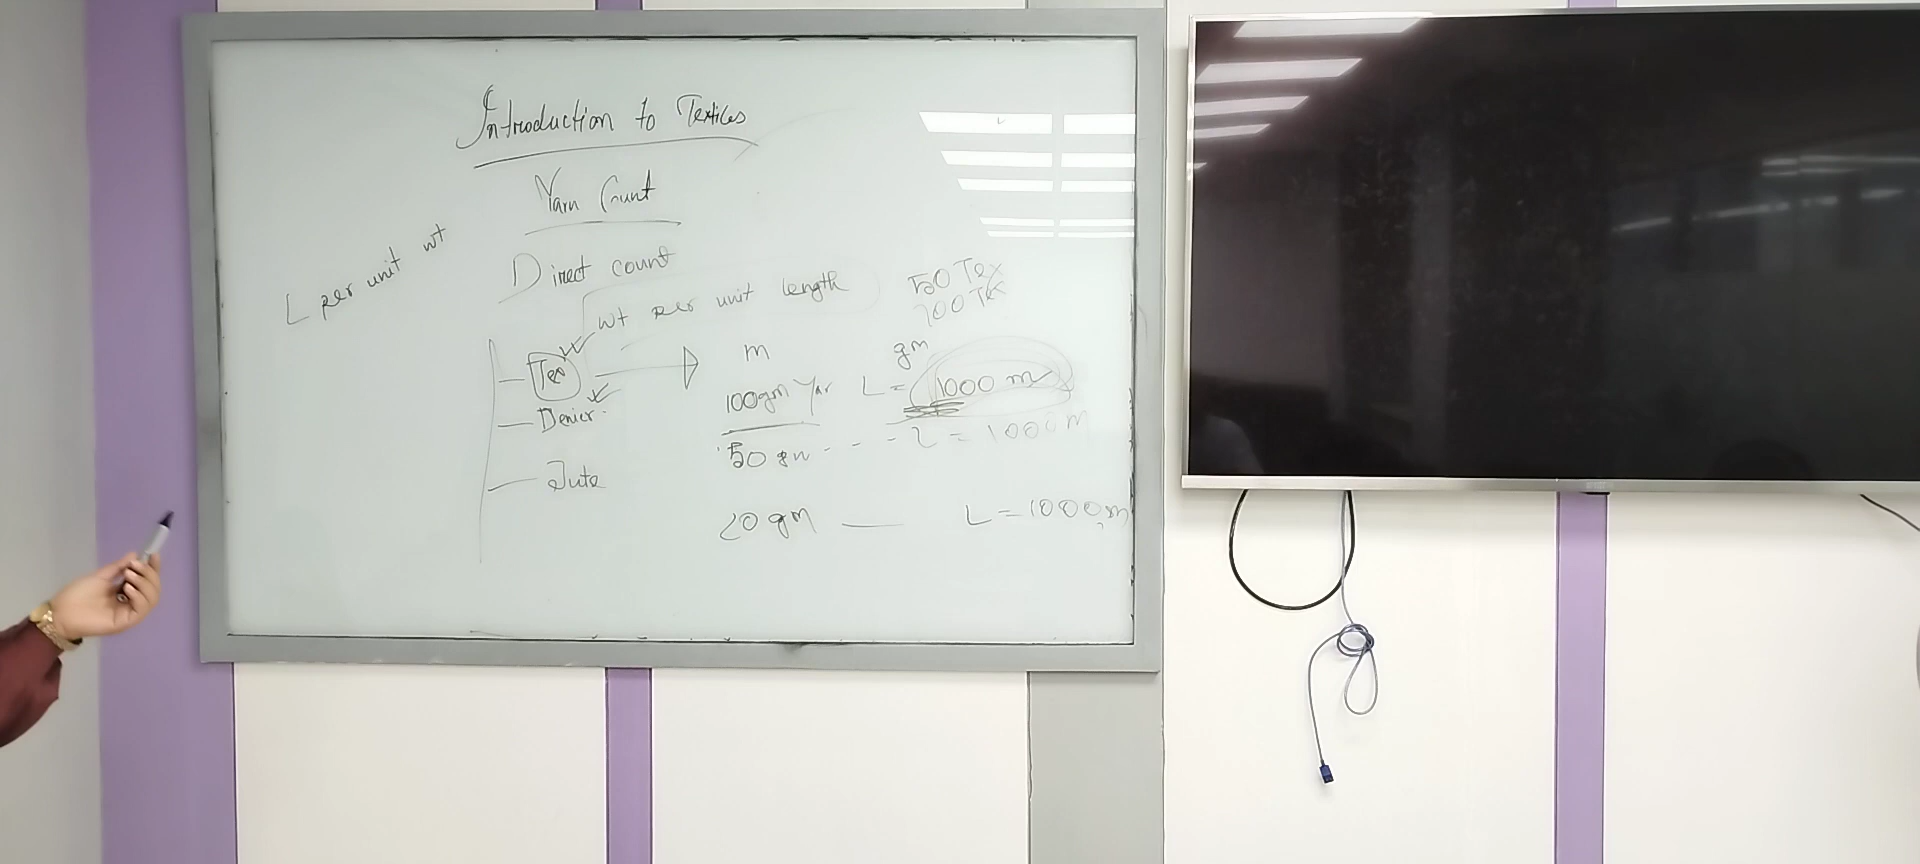 Introduction to Textiles
Yarn Count
L per unit wt
Direct count
wt per unit length
50 Tex
100 Tex
m gm
Tex
100gm Yar L = 1000 m
Denier.
50 gm - - - - L = 1000 m
Jute
20 gm — L = 1000 m